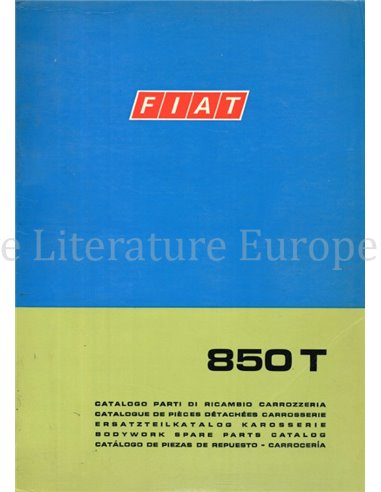 FIAT
e Literature Europe
850 T
CATALOGO PARTI DI RICAMBIO CARROZZERIA
CATALOGUE DE PIÈCES DÉTACHÉES CARROSSERIE
ERSATZTEILKATALOG KAROSSERIE
BODYWORK SPARE PARTS CATALOG
CATÁLOGO DE PIEZAS DE REPUESTO - CARROCERÍA